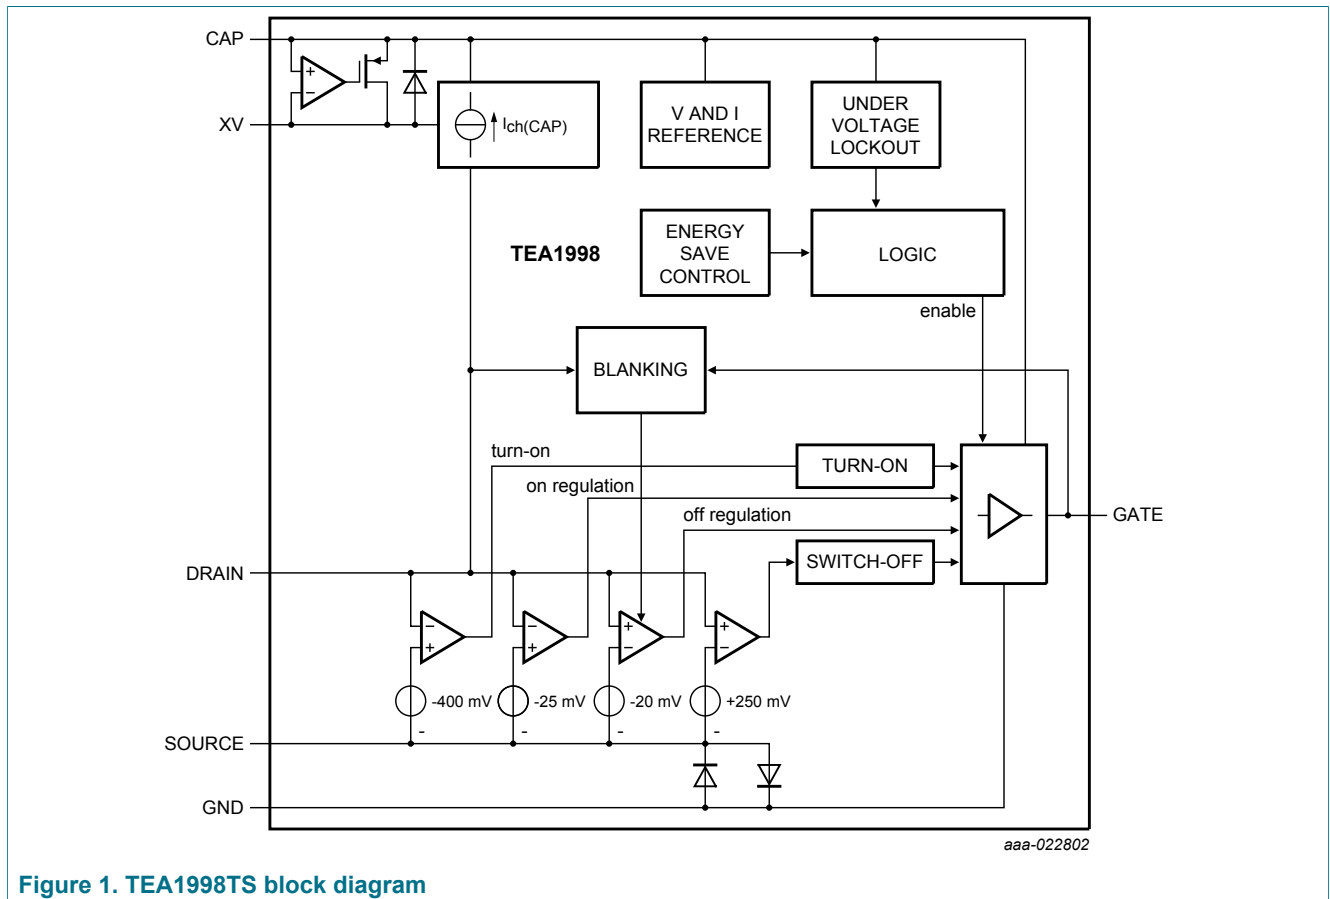 CAP
+
−
XV
Ich(CAP)
V AND I
REFERENCE
UNDER
VOLTAGE
LOCKOUT
TEA1998
ENERGY
SAVE
CONTROL
LOGIC
enable
BLANKING
turn-on
TURN-ON
on regulation
off regulation
GATE
SWITCH-OFF
DRAIN
−
+
−
+
+
−
+
−
-400 mV
-25 mV
-20 mV
+250 mV
-
-
-
-
SOURCE
GND
aaa-022802
Figure 1. TEA1998TS block diagram